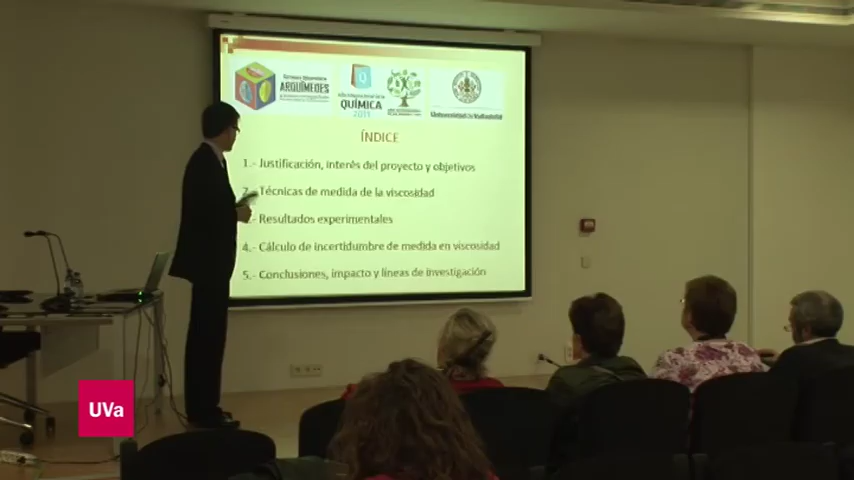 ARQUÍMEDES
QUÍMICA
2011
Universidad de Valladolid
ÍNDICE
1.- Justificación, interés del proyecto y objetivos
2.- Técnicas de medida de la viscosidad
- Resultados experimentales
4.- Cálculo de incertidumbre de medida en viscosidad
5.- Conclusiones, impacto y líneas de investigación
UVa